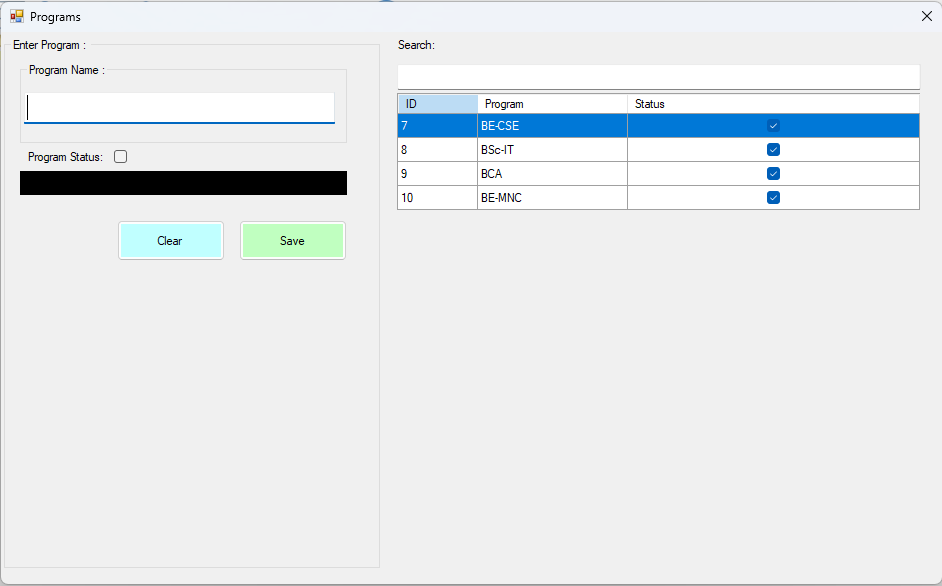 Programs
Enter Program :
Program Name :
Program Status:
Clear
Save
Search:
ID Program Status
7 BE-CSE
8 BSc-IT
9 BCA
10 BE-MNC